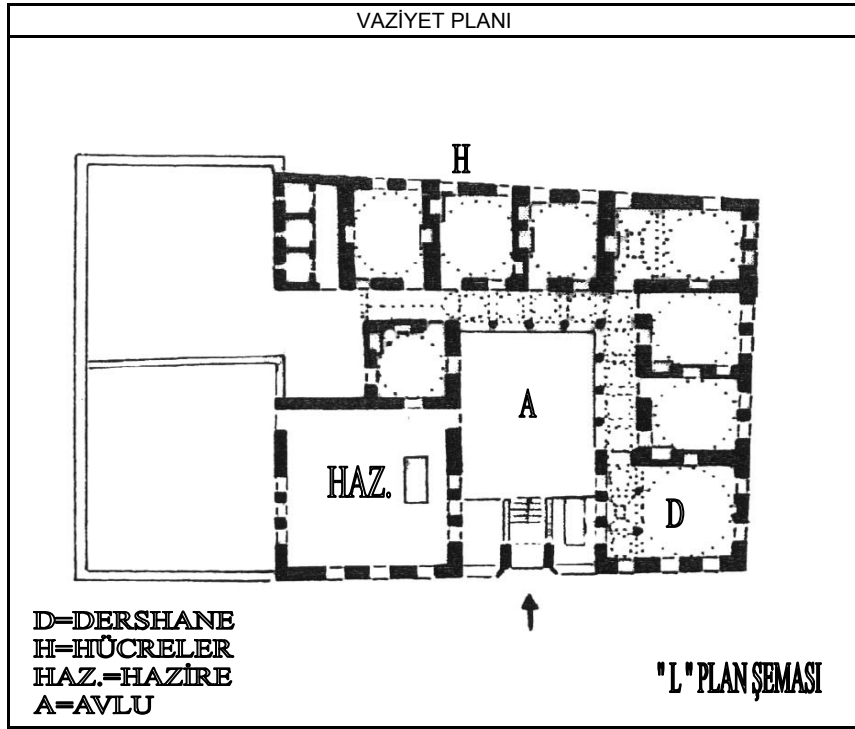 VAZİYET PLANI
H
A
HAZ.
D
D=DERSHANE
H=HÜCRELER
HAZ.=HAZİRE
A=AVLU
"L" PLAN ŞEMASI